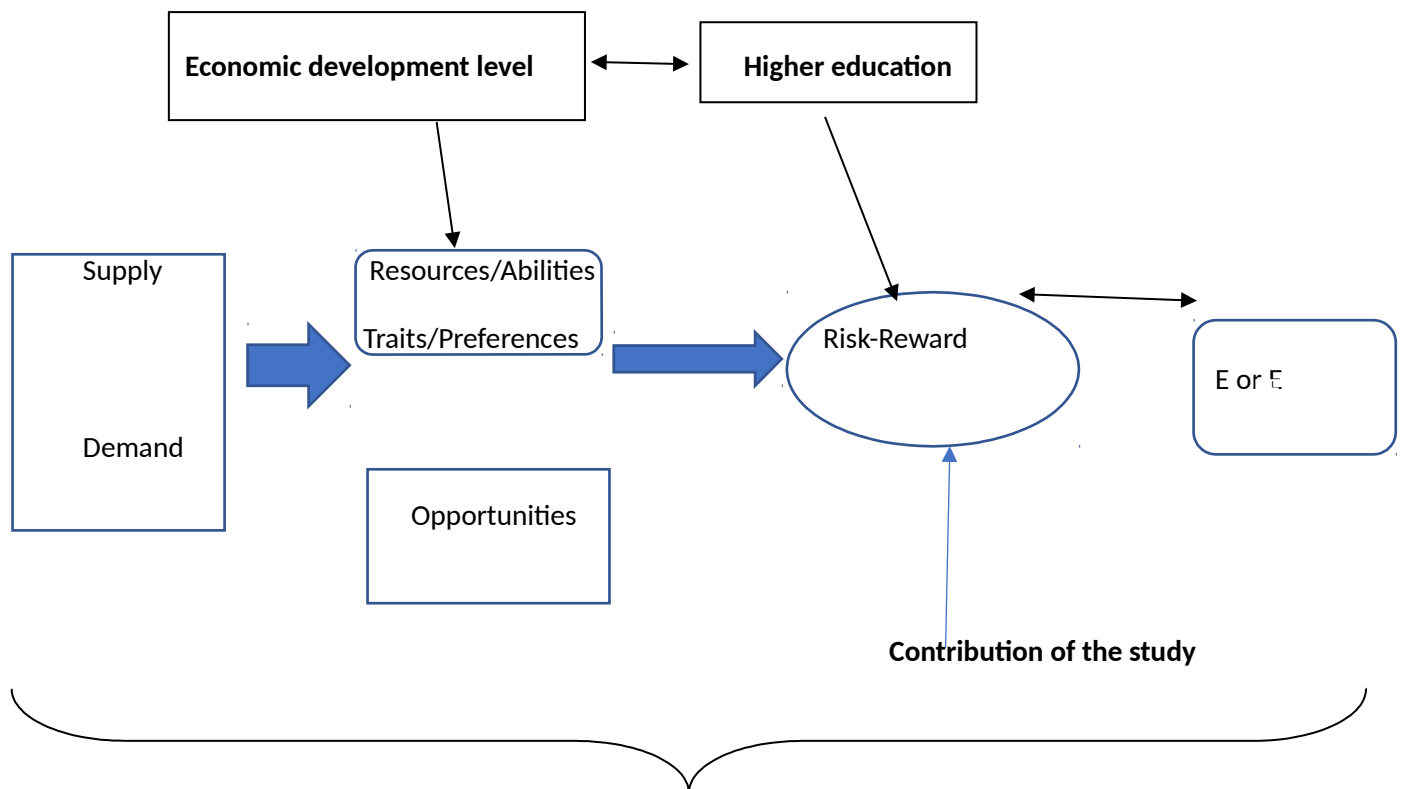 Economic development level
Higher education
Supply
Resources/Abilities
Traits/Preferences
Risk-Reward
E or E
Demand
Opportunities
Contribution of the study